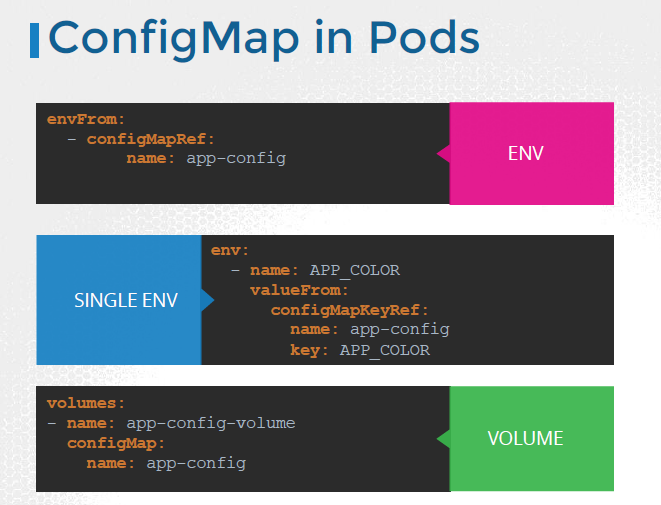 ConfigMap in Pods
envFrom:
  - configMapRef:
        name: app-config
ENV
SINGLE ENV
env:
  - name: APP_COLOR
    valueFrom:
      configMapKeyRef:
        name: app-config
        key: APP_COLOR
volumes:
- name: app-config-volume
  configMap:
    name: app-config
VOLUME